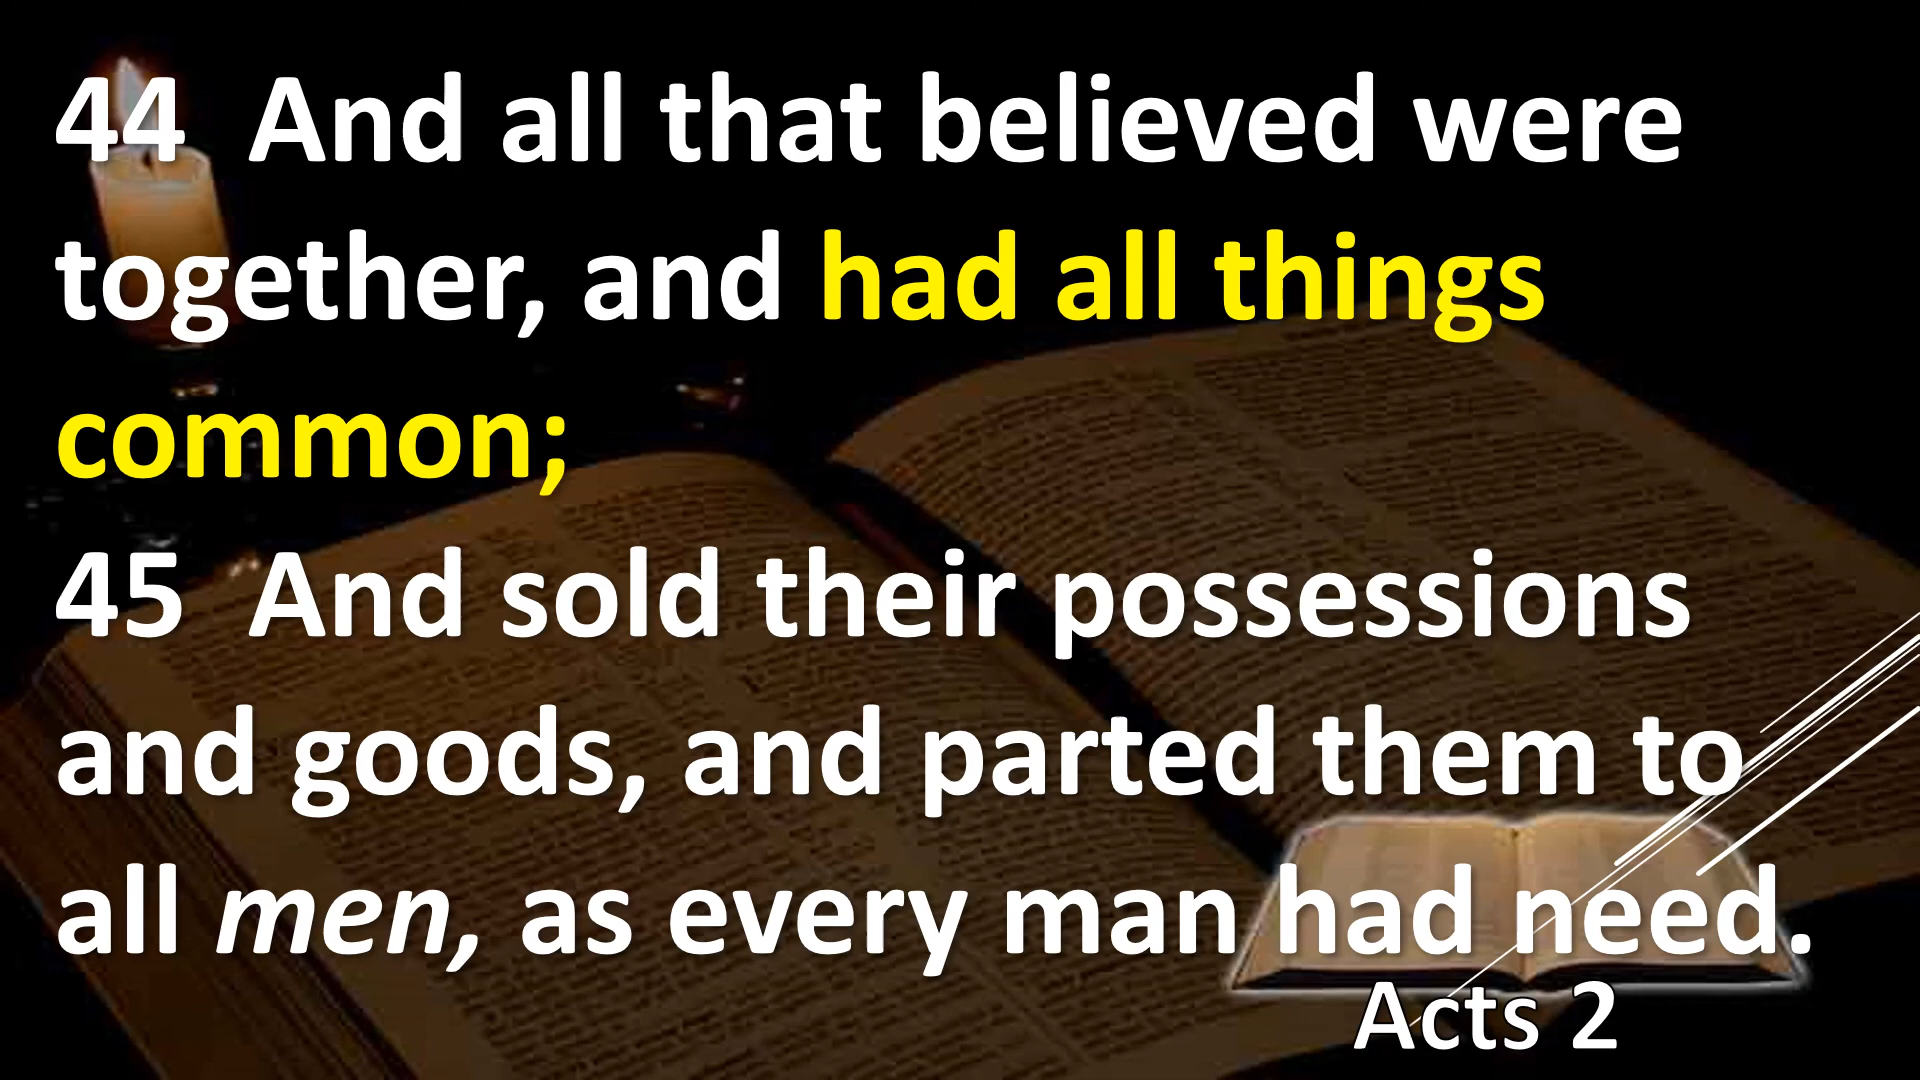 44  And all that believed were
together, and had all things
common;
45  And sold their possessions
and goods, and parted them to
all men, as every man had need.
Acts 2